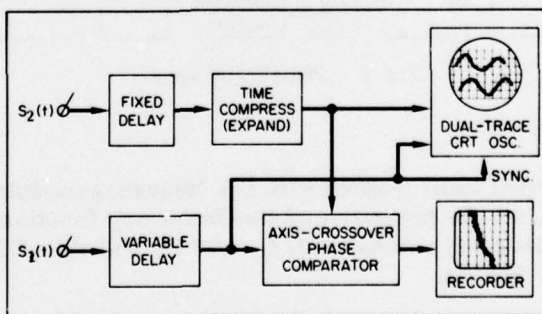 S₂(t)
FIXED
DELAY
TIME
COMPRESS
(EXPAND)
DUAL-TRACE
CRT OSC.
SYNC.
S₁(t)
VARIABLE
DELAY
AXIS-CROSSOVER
PHASE
COMPARATOR
RECORDER